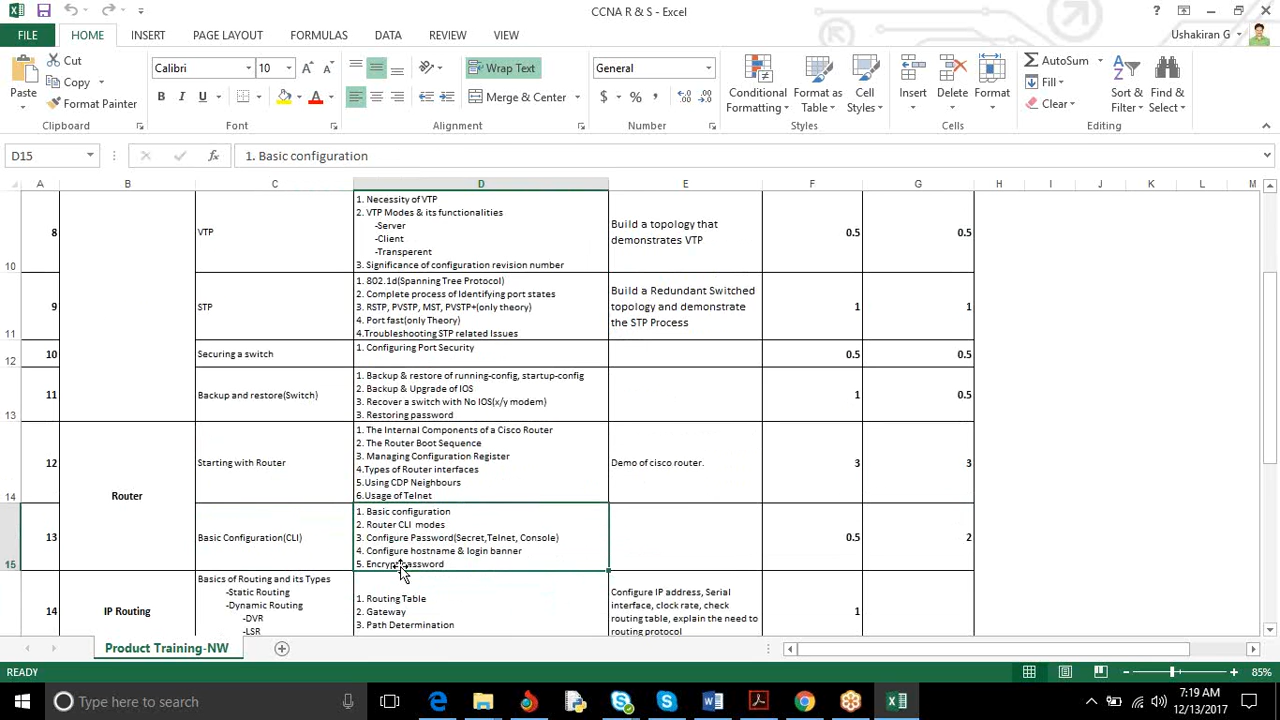 CCNA R & S - Excel
?
FILE
HOME
INSERT
PAGE LAYOUT
FORMULAS
DATA
REVIEW
VIEW
Ushakiran G
Paste
Cut
Copy
Format Painter
Clipboard
Calibri
10
B I U
A
Font
Wrap Text
Merge & Center
Alignment
General
$ % ,
Number
Conditional
Formatting
Format as
Table
Cell
Styles
Styles
Insert
Delete
Format
Cells
AutoSum
Fill
Clear
Sort &
Filter
Find &
Select
Editing
D15
fx
1. Basic configuration
A B C D E F G H I J K L M
10
8
VTP
1. Necessity of VTP
2. VTP Modes & its functionalities
-Server
-Client
-Transperent
3. Significance of configuration revision number
Build a topology that
demonstrates VTP
0.5
0.5
11
9
STP
1. 802.1d(Spanning Tree Protocol)
2. Complete process of Identifying port states
3. RSTP, PVSTP, MST, PVSTP+(only theory)
4. Port fast(only Theory)
4.Troubleshooting STP related Issues
Build a Redundant Switched
topology and demonstrate
the STP Process
1
1
12
10
Securing a switch
1. Configuring Port Security
0.5
0.5
13
11
Backup and restore(Switch)
1. Backup & restore of running-config, startup-config
2. Backup & Upgrade of IOS
3. Recover a switch with No IOS(x/y modem)
3. Restoring password
1
0.5
14
12
Router
Starting with Router
1. The Internal Components of a Cisco Router
2. The Router Boot Sequence
3. Managing Configuration Register
4.Types of Router interfaces
5.Using CDP Neighbours
6.Usage of Telnet
Demo of cisco router.
3
3
15
13
Basic Configuration(CLI)
1. Basic configuration
2. Router CLI modes
3. Configure Password(Secret,Telnet, Console)
4. Configure hostname & login banner
5. Encrypt password
0.5
2
14
IP Routing
Basics of Routing and its Types
-Static Routing
-Dynamic Routing
-DVR
-LSR
1. Routing Table
2. Gateway
3. Path Determination
Configure IP address, Serial
interface, clock rate, check
routing table, explain the need to
routing protocol
1
Product Training-NW
READY
85%
Type here to search
7:19 AM
12/13/2017